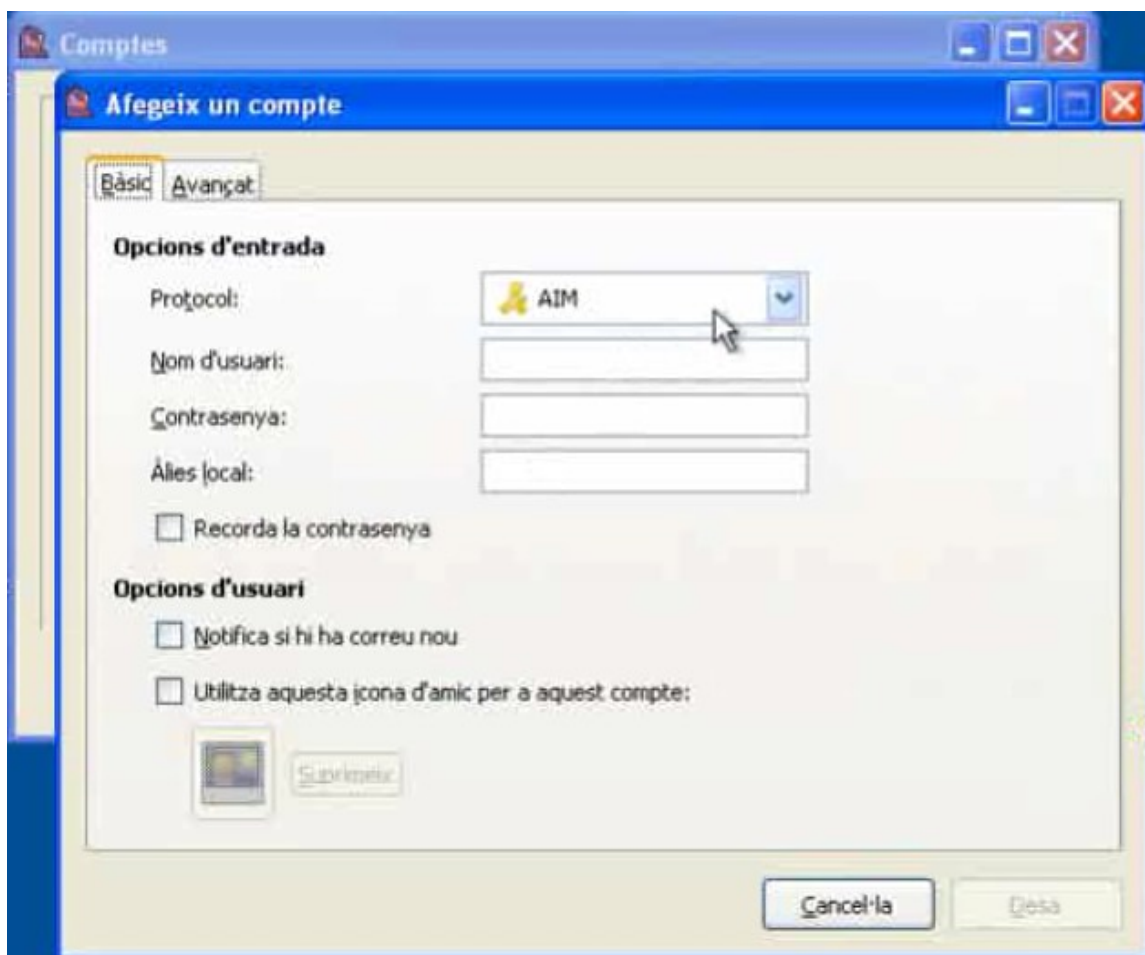 Comptes
Afegeix un compte
Bàsic Avançat
Opcions d'entrada
Protocol: AIM
Nom d'usuari:
Contrasenya:
Àlies local:
Recorda la contrasenya
Opcions d'usuari
Notifica si hi ha correu nou
Utilitza aquesta icona d'amic per a aquest compte:
Suprimeix
Cancel·la Desa